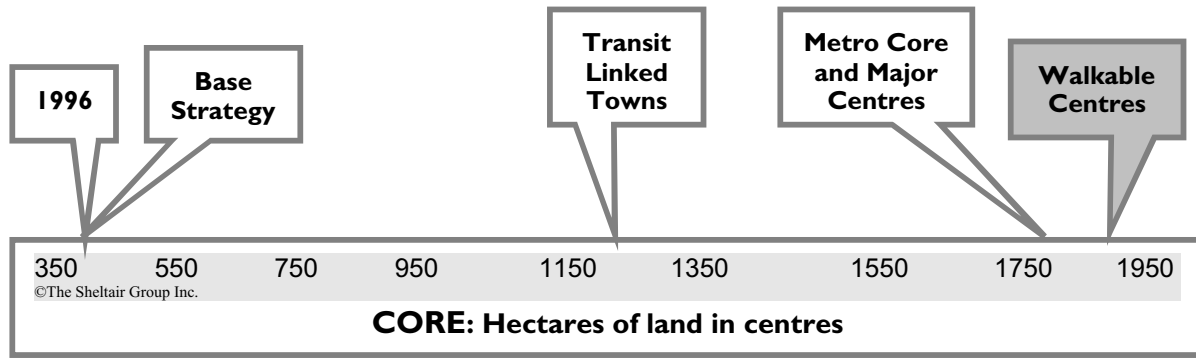 1996
Base
Strategy
Transit
Linked
Towns
Metro Core
and Major
Centres
Walkable
Centres
350 550 750 950 1150 1350 1550 1750 1950
©The Sheltair Group Inc.
CORE: Hectares of land in centres